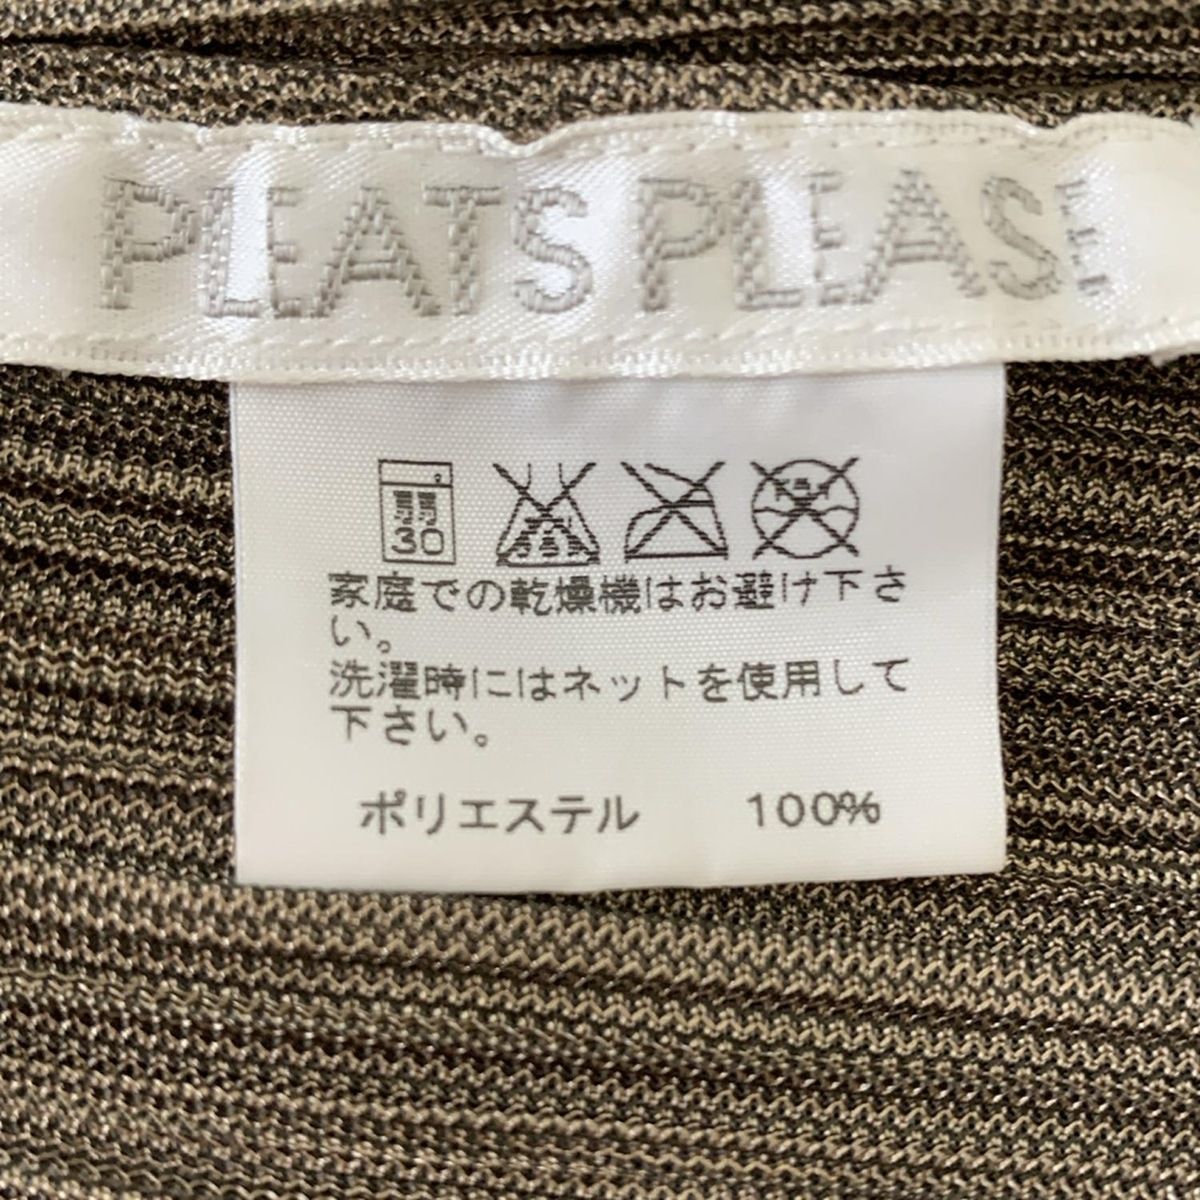 PLEATS PLEASE
30
家庭での乾燥機はお避け下さ
い。
洗濯時にはネットを使用して
下さい。
ポリエステル 100%